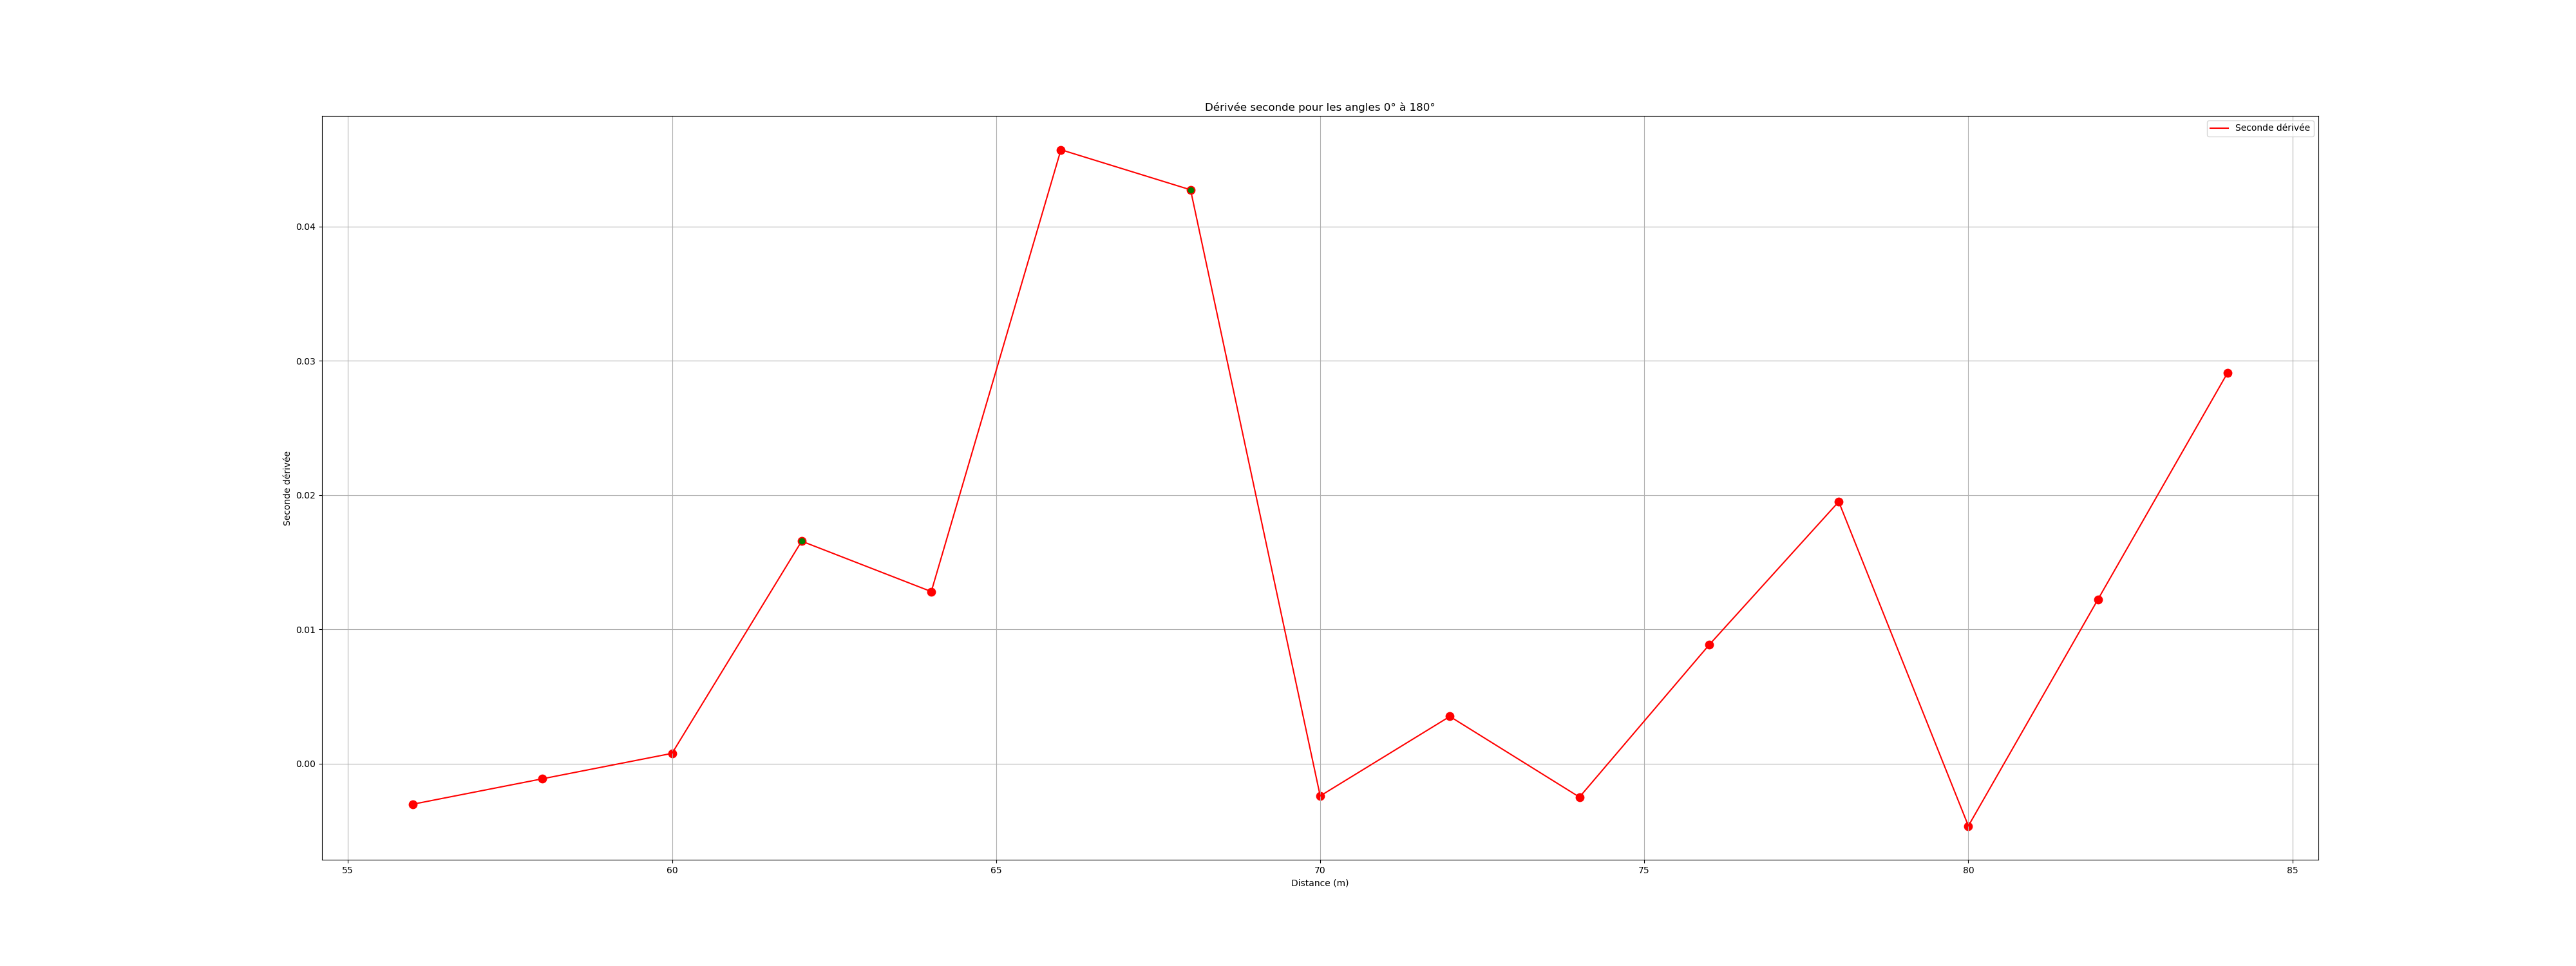 Dérivée seconde pour les angles 0° à 180°
Seconde dérivée
Seconde dérivée
0.04
0.03
0.02
0.01
0.00
55 60 65 70 75 80 85
Distance (m)